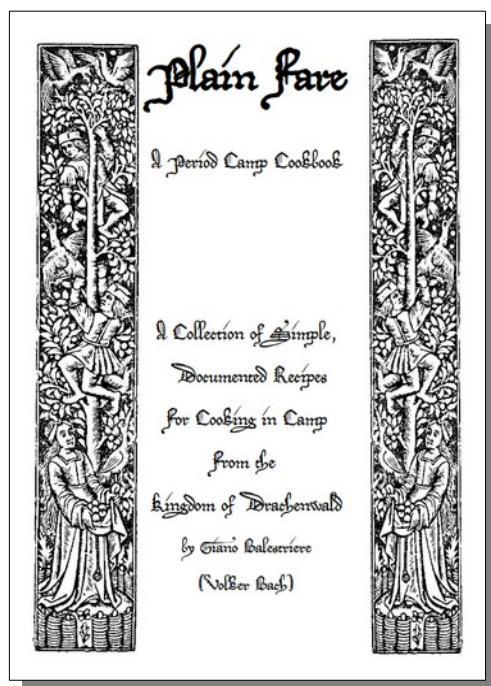 Plain Fare
A Period Camp Cookbook
A Collection of Simple,
Documented Recipes
for Cooking in Camp
from the
Kingdom of Drachenwald
by Giano Balestriere
(Volker Bach)